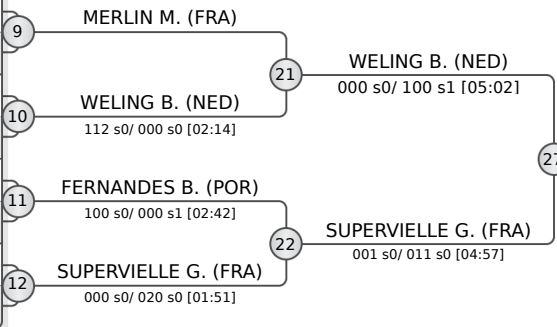 MERLIN M. (FRA)
9
21
WELING B. (NED)
000 s0/ 100 s1 [05:02]
WELING B. (NED)
10
112 s0/ 000 s0 [02:14]
27
FERNANDES B. (POR)
11
100 s0/ 000 s1 [02:42]
22
SUPERVIELLE G. (FRA)
001 s0/ 011 s0 [04:57]
SUPERVIELLE G. (FRA)
12
000 s0/ 020 s0 [01:51]